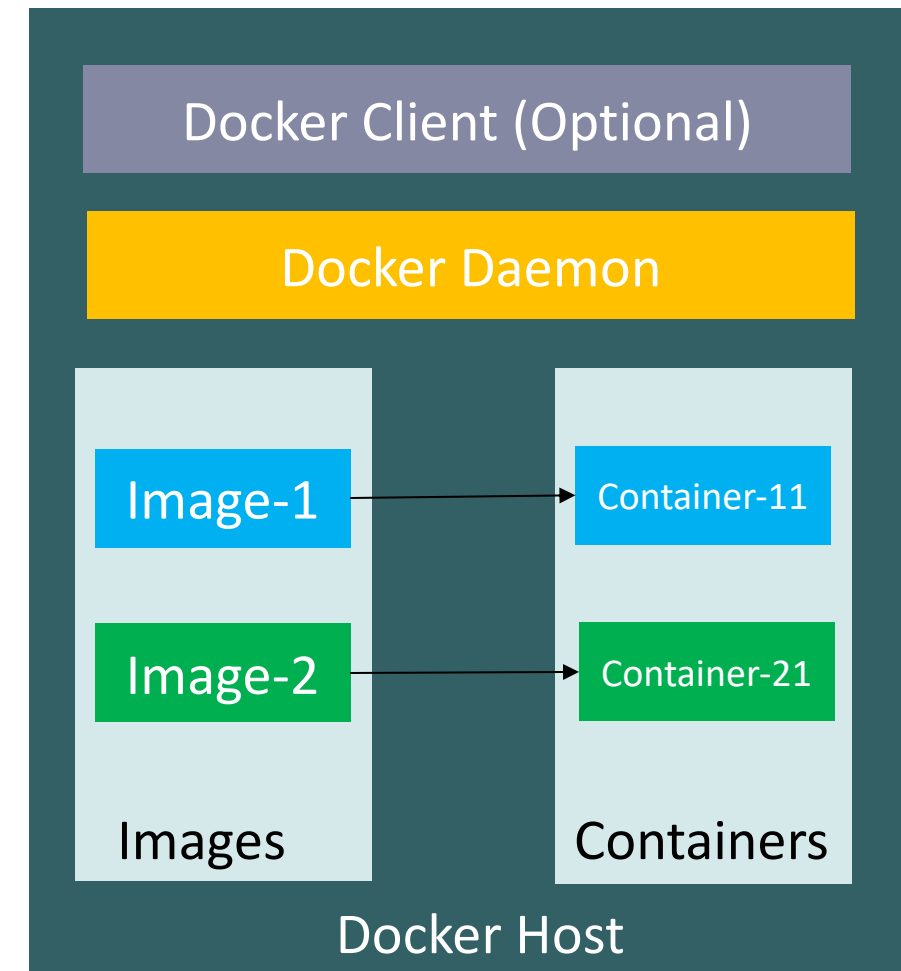 Docker Client (Optional)
Docker Daemon
Image-1
Container-11
Image-2
Container-21
Images
Containers
Docker Host